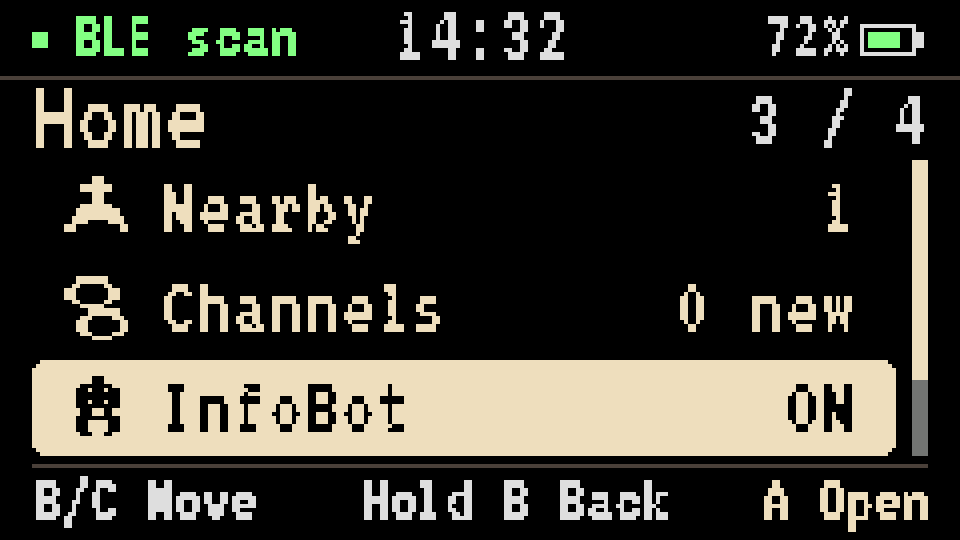 BLE scan 14:32 72%
Home 3 / 4
Nearby 1
Channels 0 new
InfoBot ON
B/C Move Hold B Back A Open